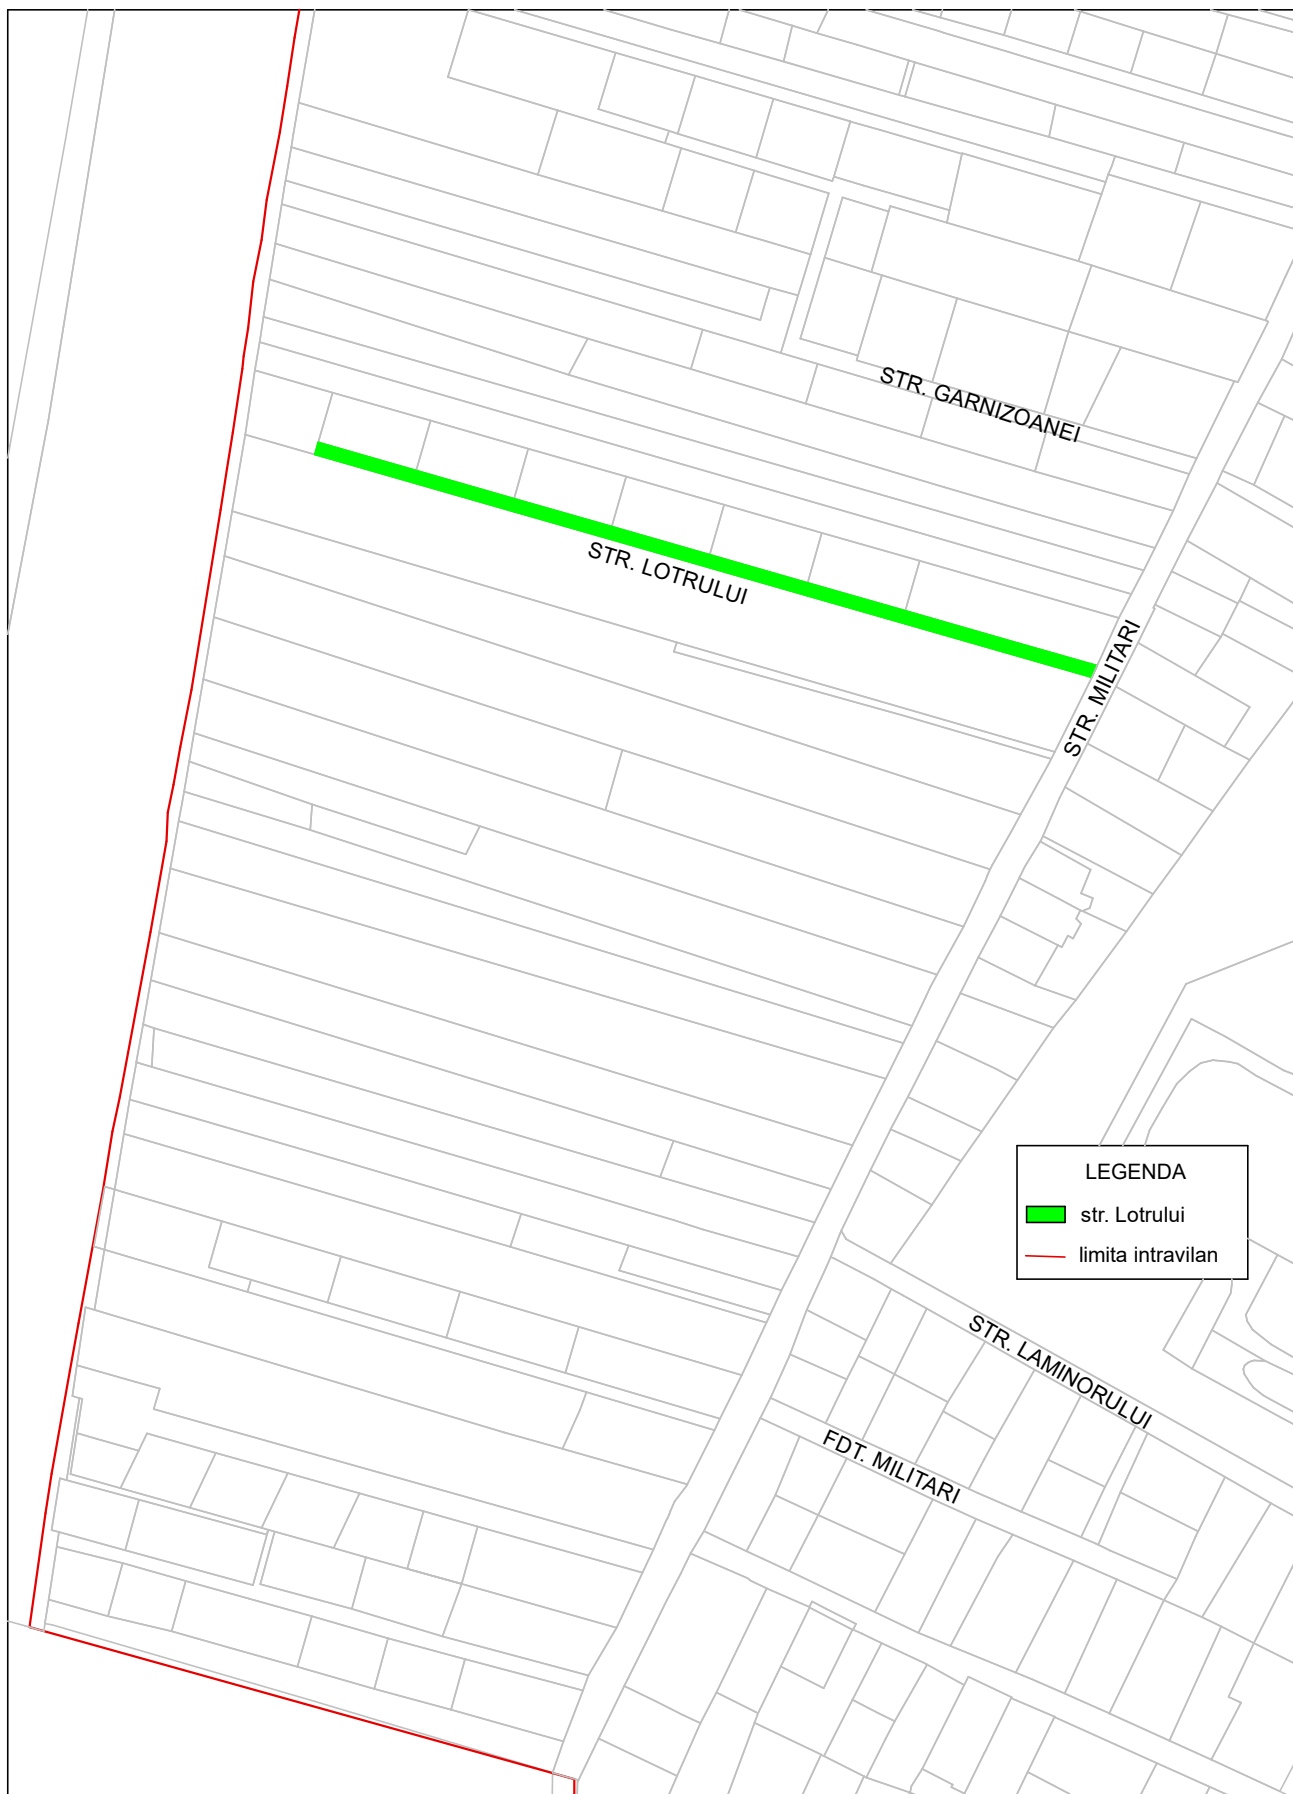 STR. GARNIZOANEI
STR. LOTRULUI
STR. MILITARI
LEGENDA
str. Lotrului
limita intravilan
STR. LAMINORULUI
FDT. MILITARI